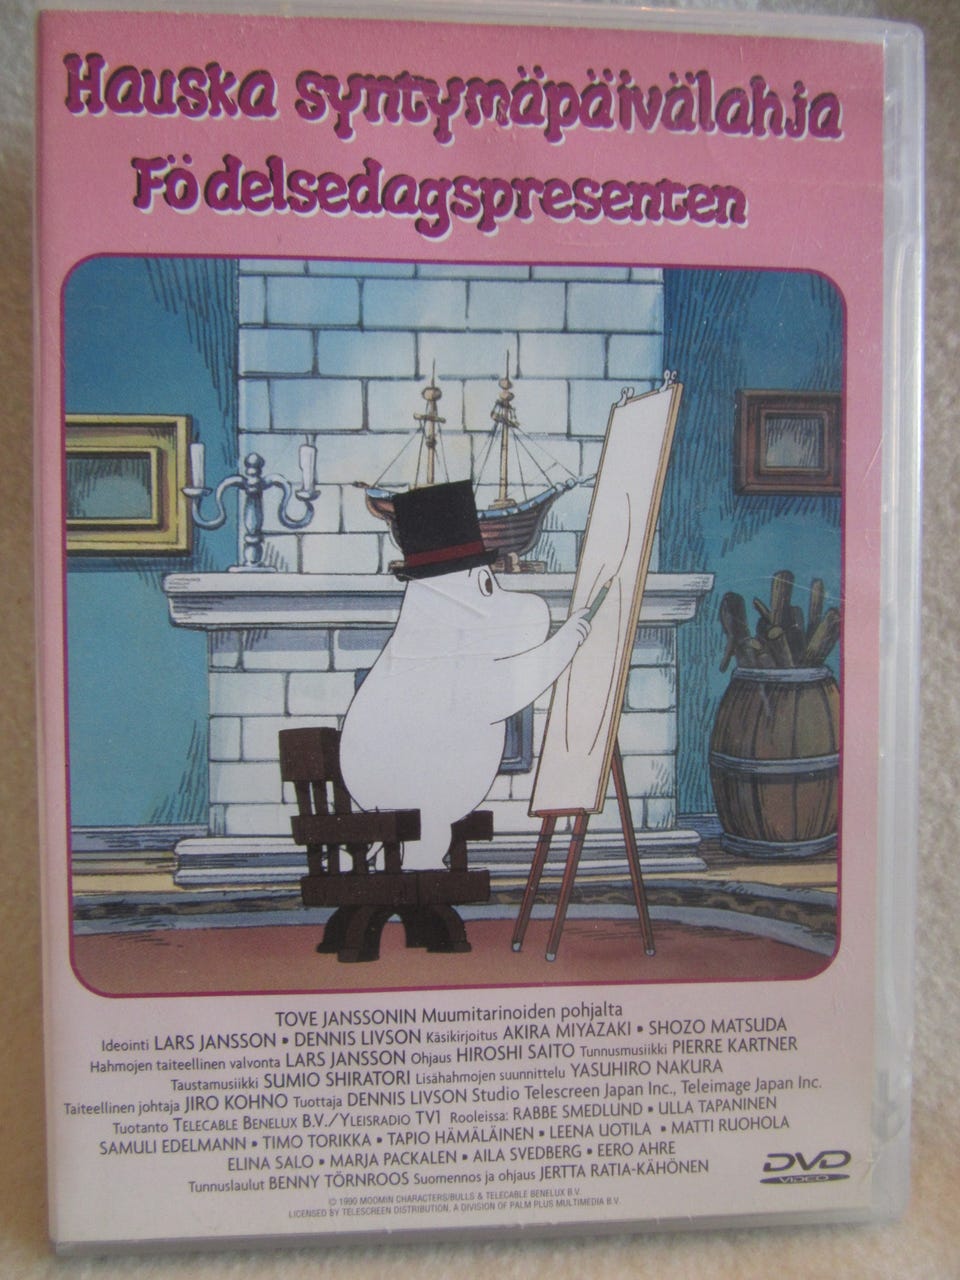 Hauska syntymäpäivälahja
Födelsedagspresenten
TOVE JANSSONIN Muumitarinoiden pohjalta
Ideointi LARS JANSSON • DENNIS LIVSON Käsikirjoitus AKIRA MIYAZAKI • SHOZO MATSUDA
Hahmojen taiteellinen valvonta LARS JANSSON Ohjaus HIROSHI SAITO Tunnusmusiikki PIERRE KARTNER
Taustamusiikki SUMIO SHIRATORI Lisähahmojen suunnittelu YASUHIRO NAKURA
Taiteellinen johtaja JIRO KOHNO Tuottaja DENNIS LIVSON Studio Telescreen Japan Inc., Teleimage Japan Inc.
Tuotanto TELECABLE BENELUX B.V./YLEISRADIO TV1 Rooleissa: RABBE SMEDLUND • ULLA TAPANINEN
SAMULI EDELMANN • TIMO TORIKKA • TAPIO HÄMÄLÄINEN • LEENA UOTILA • MATTI RUOHOLA
ELINA SALO • MARJA PACKALEN • AILA SVEDBERG • EERO AHRE
Tunnuslaulut BENNY TÖRNROOS Suomennos ja ohjaus JERTTA RATIA-KÄHÖNEN
DVD
VIDEO
© 1990 MOOMIN CHARACTERS/BULLS & TELECABLE BENELUX B.V.
LICENSED BY TELESCREEN DISTRIBUTION, A DIVISION OF PALM PLUS MULTIMEDIA B.V.